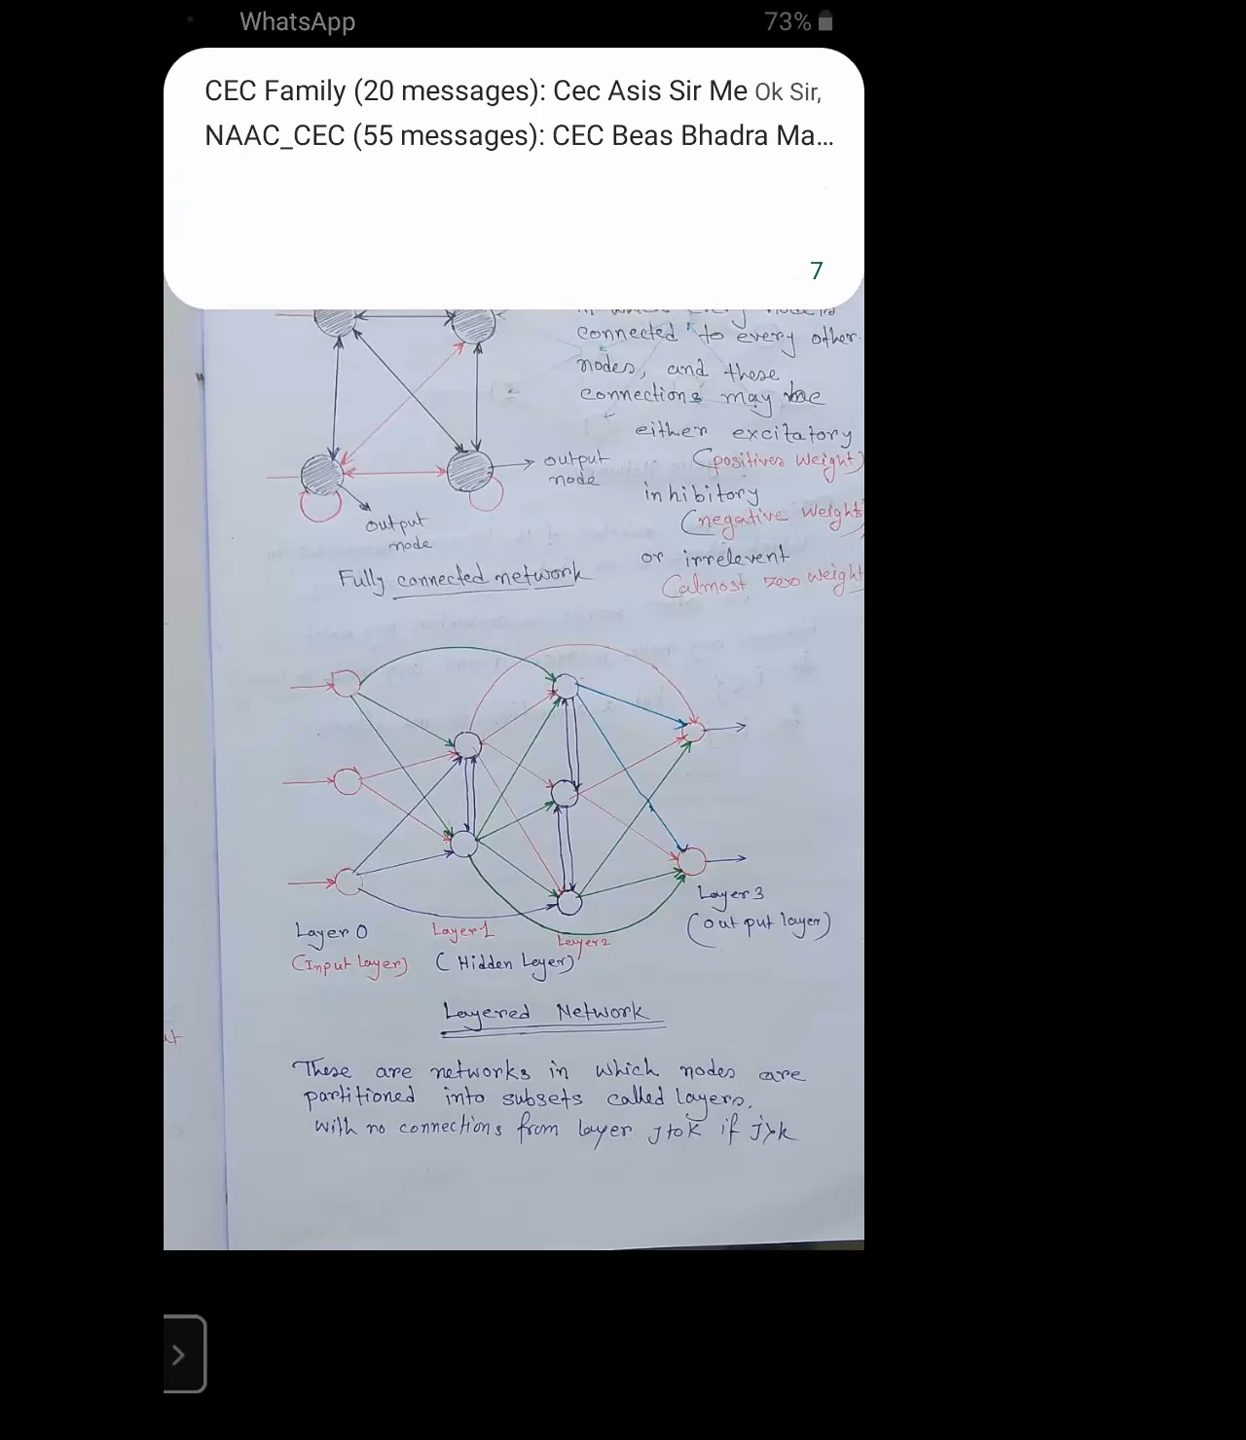 WhatsApp
73%
CEC Family (20 messages): Cec Asis Sir Me Ok Sir,
NAAC_CEC (55 messages): CEC Beas Bhadra Ma...
7
connected to every other
nodes, and these
connections may be
either excitatory
(positives weight)
inhibitory
(negative weight)
or irrelevent
(almost zero weight
output
node
output
node
Fully connected network
Layer 0
(Input layer)
Layer 1
(Hidden Layer)
Layer 2
Layer 3
(output layer)
Layered Network
These are networks in which nodes are
partitioned into subsets called layers,
with no connections from layer j to k if j>k